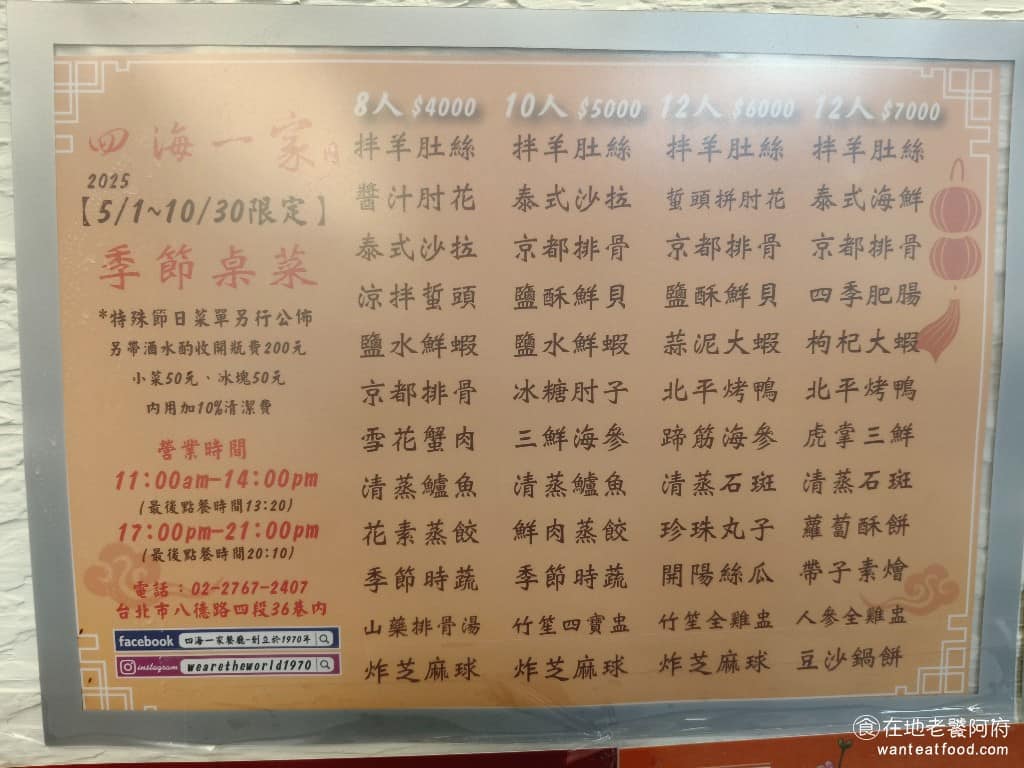 四海一家
2025
【5/1~10/30限定】
季節桌菜
*特殊節日菜單另行公佈
另帶酒水酌收開瓶費200元
小菜50元、冰塊50元
內用加10%清潔費
營業時間
11:00am-14:00pm
(最後點餐時間13:20)
17:00pm-21:00pm
(最後點餐時間20:10)
電話：02-2767-2407
台北市八德路四段36巷內
facebook 四海一家餐廳-創立於1970年
instagram wearetheworld1970
8人 $4000
拌羊肚絲
醬汁肘花
泰式沙拉
涼拌蜇頭
鹽水鮮蝦
京都排骨
雪花蟹肉
清蒸鱸魚
花素蒸餃
季節時蔬
山藥排骨湯
炸芝麻球
10人 $5000
拌羊肚絲
泰式沙拉
京都排骨
鹽酥鮮貝
鹽水鮮蝦
冰糖肘子
三鮮海參
清蒸鱸魚
鮮肉蒸餃
季節時蔬
竹笙四寶盅
炸芝麻球
12人 $6000
拌羊肚絲
蜇頭拼肘花
京都排骨
鹽酥鮮貝
蒜泥大蝦
北平烤鴨
蹄筋海參
清蒸石斑
珍珠丸子
開陽絲瓜
竹笙全雞盅
炸芝麻球
12人 $7000
拌羊肚絲
泰式海鮮
京都排骨
四季肥腸
枸杞大蝦
北平烤鴨
虎掌三鮮
清蒸石斑
蘿蔔酥餅
帶子素燴
人參全雞盅
豆沙鍋餅
食在地老饕阿府
wanteatfood.com